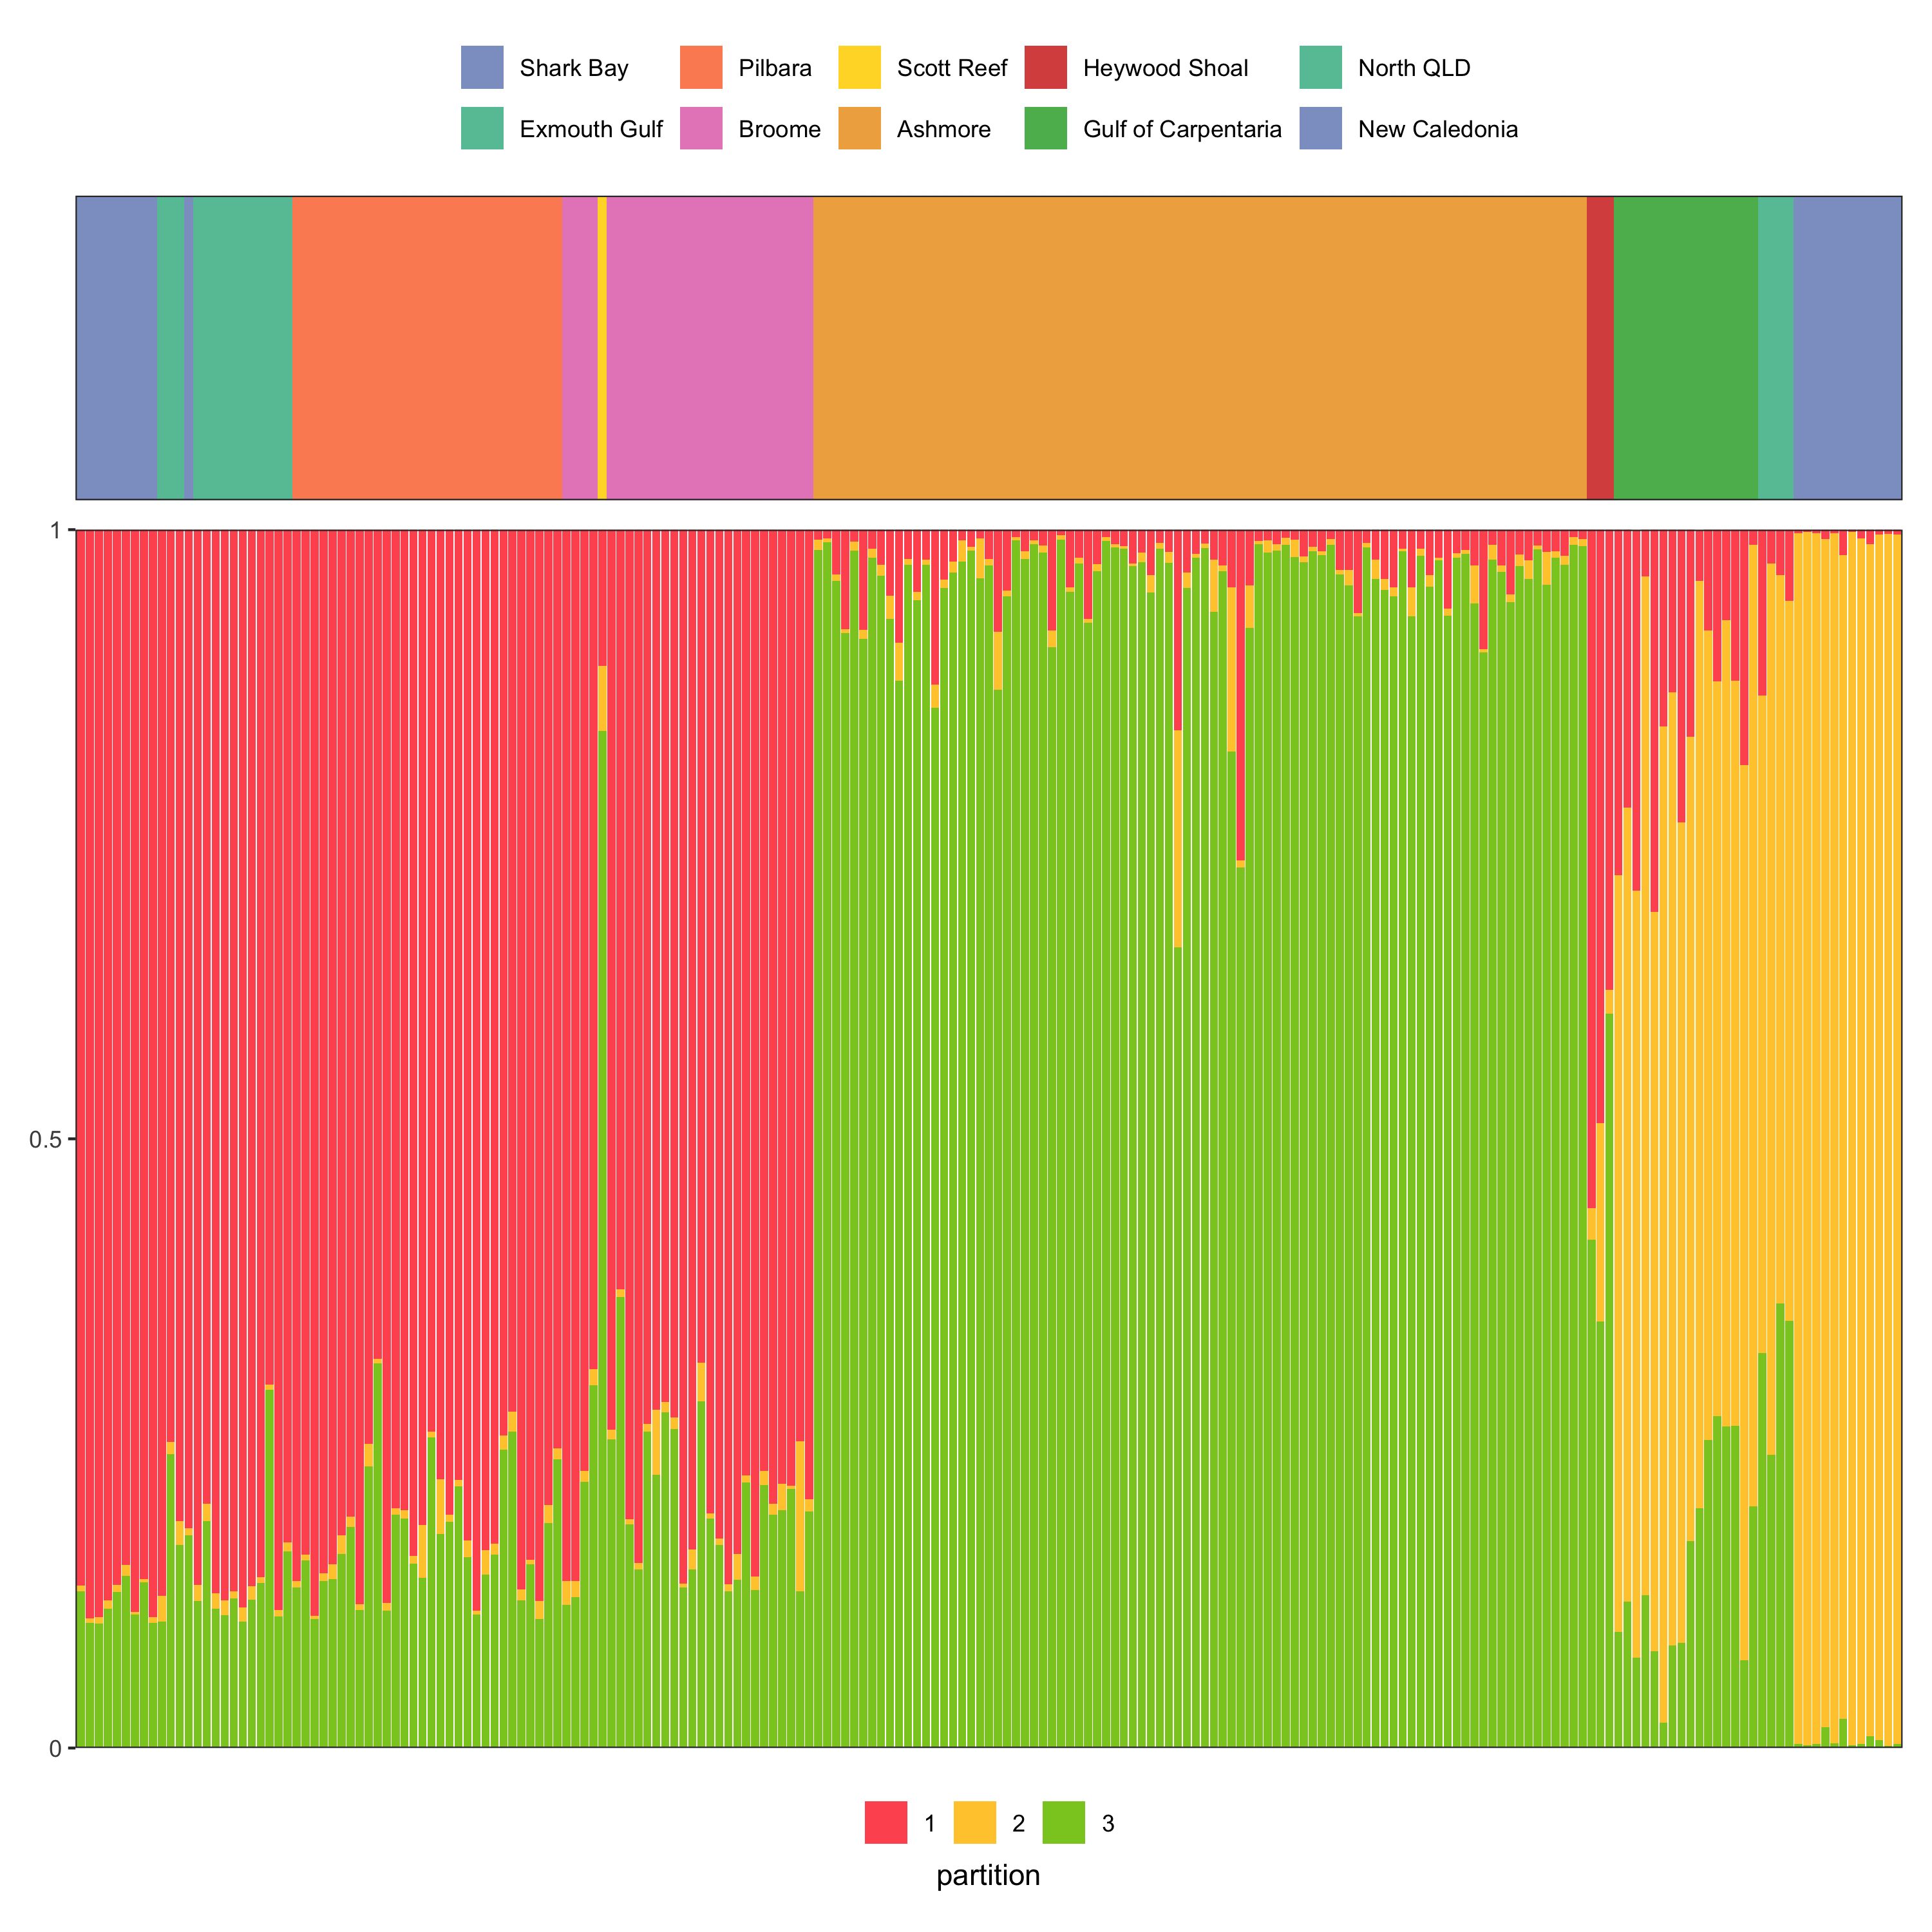 Shark Bay Pilbara Scott Reef Heywood Shoal North QLD
Exmouth Gulf Broome Ashmore Gulf of Carpentaria New Caledonia
1
0.5
0
1 2 3
partition